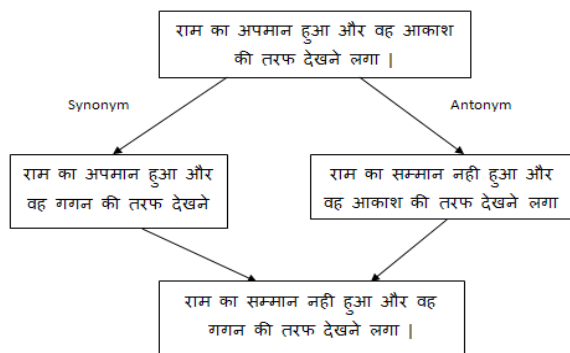 राम का अपमान हुआ और वह आकाश
की तरफ देखने लगा |
Synonym
Antonym
राम का अपमान हुआ और
वह गगन की तरफ देखने
राम का सम्मान नही हुआ और
वह आकाश की तरफ देखने लगा
राम का सम्मान नही हुआ और वह
गगन की तरफ देखने लगा |